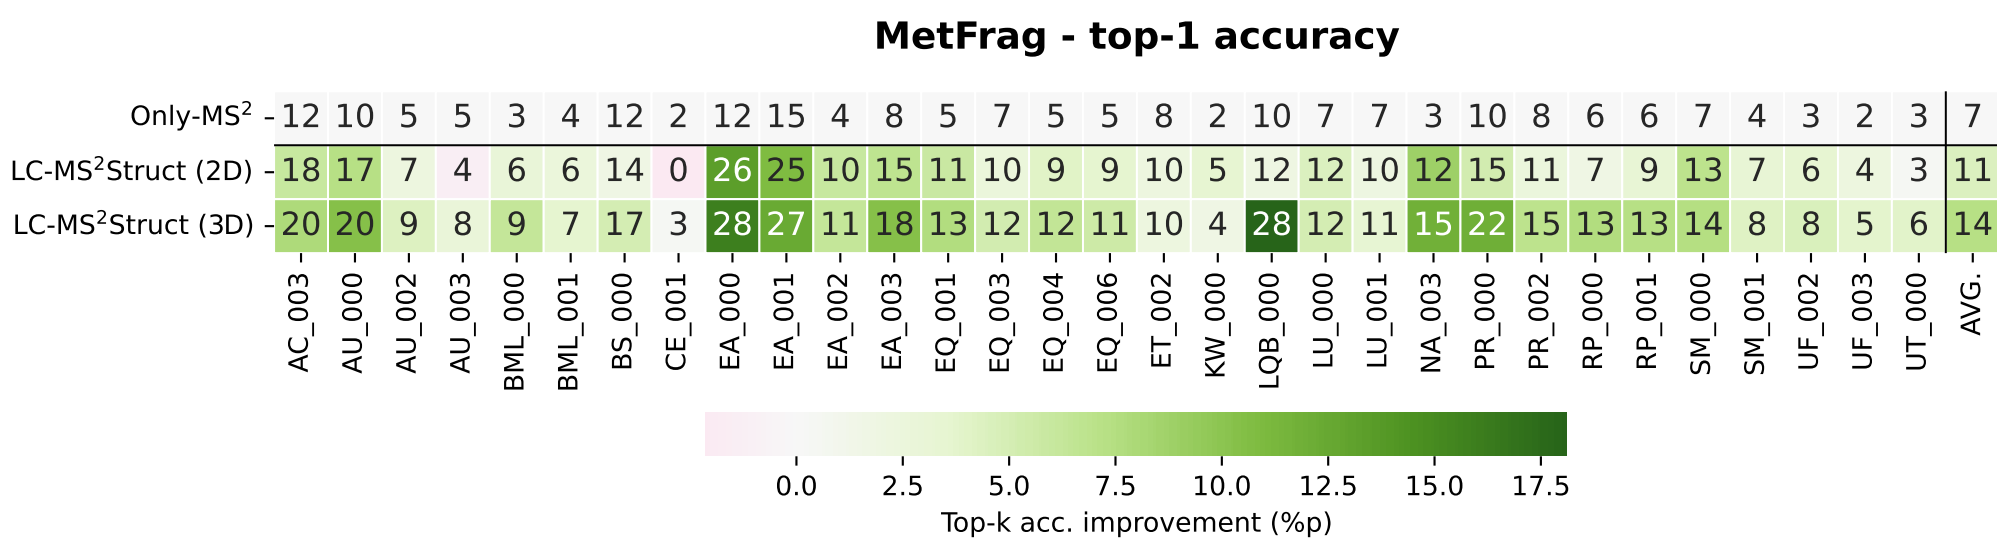 MetFrag - top-1 accuracy
Only-MS² 12 10 5 5 3 4 12 2 12 15 4 8 5 7 5 5 8 2 10 7 7 3 10 8 6 6 7 4 3 2 3 7
LC-MS²Struct (2D) 18 17 7 4 6 6 14 0 26 25 10 15 11 10 9 9 10 5 12 12 10 12 15 11 7 9 13 7 6 4 3 11
LC-MS²Struct (3D) 20 20 9 8 9 7 17 3 28 27 11 18 13 12 12 11 10 4 28 12 11 15 22 15 13 13 14 8 8 5 6 14
AC_003 AU_000 AU_002 AU_003 BML_000 BML_001 BS_000 CE_001 EA_000 EA_001 EA_002 EA_003 EQ_001 EQ_003 EQ_004 EQ_006 ET_002 KW_000 LQB_000 LU_000 LU_001 NA_003 PR_000 PR_002 RP_000 RP_001 SM_000 SM_001 UF_002 UF_003 UT_000 AVG.
0.0 2.5 5.0 7.5 10.0 12.5 15.0 17.5
Top-k acc. improvement (%p)